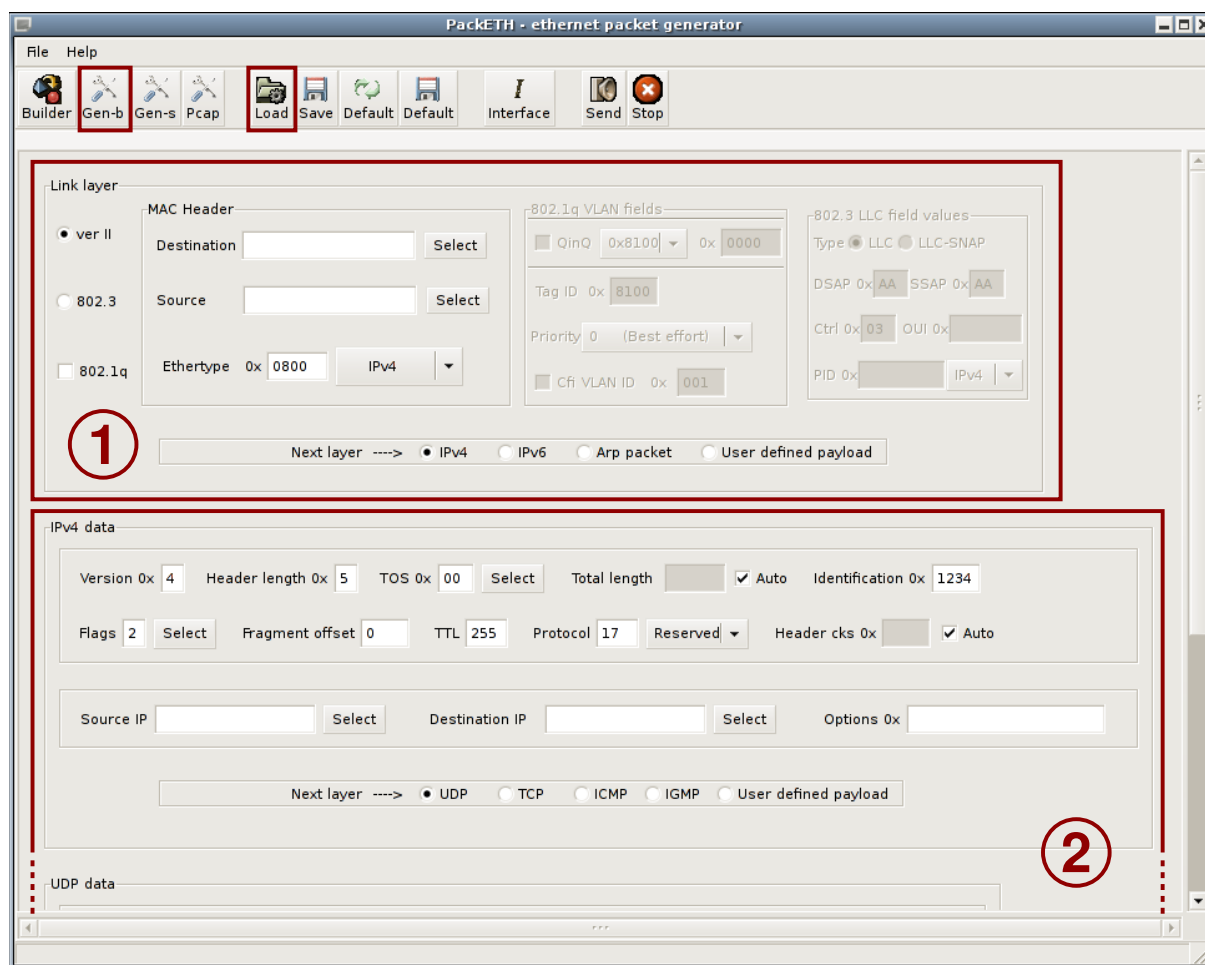 PackETH - ethernet packet generator
File Help
Builder Gen-b Gen-s Pcap Load Save Default Default Interface Send Stop
Link layer
MAC Header
802.1q VLAN fields
802.3 LLC field values
ver II
Destination Select
QinQ 0x8100 0x 0000
Type LLC LLC-SNAP
802.3
Source Select
Tag ID 0x 8100
DSAP 0x AA SSAP 0x AA
Priority 0 (Best effort)
Ctrl 0x 03 OUI 0x
802.1q
Ethertype 0x 0800 IPv4
Cfi VLAN ID 0x 001
PID 0x IPv4
1
Next layer ----> IPv4 IPv6 Arp packet User defined payload
IPv4 data
Version 0x 4 Header length 0x 5 TOS 0x 00 Select Total length Auto Identification 0x 1234
Flags 2 Select Fragment offset 0 TTL 255 Protocol 17 Reserved Header cks 0x Auto
Source IP Select Destination IP Select Options 0x
Next layer ----> UDP TCP ICMP IGMP User defined payload
2
UDP data